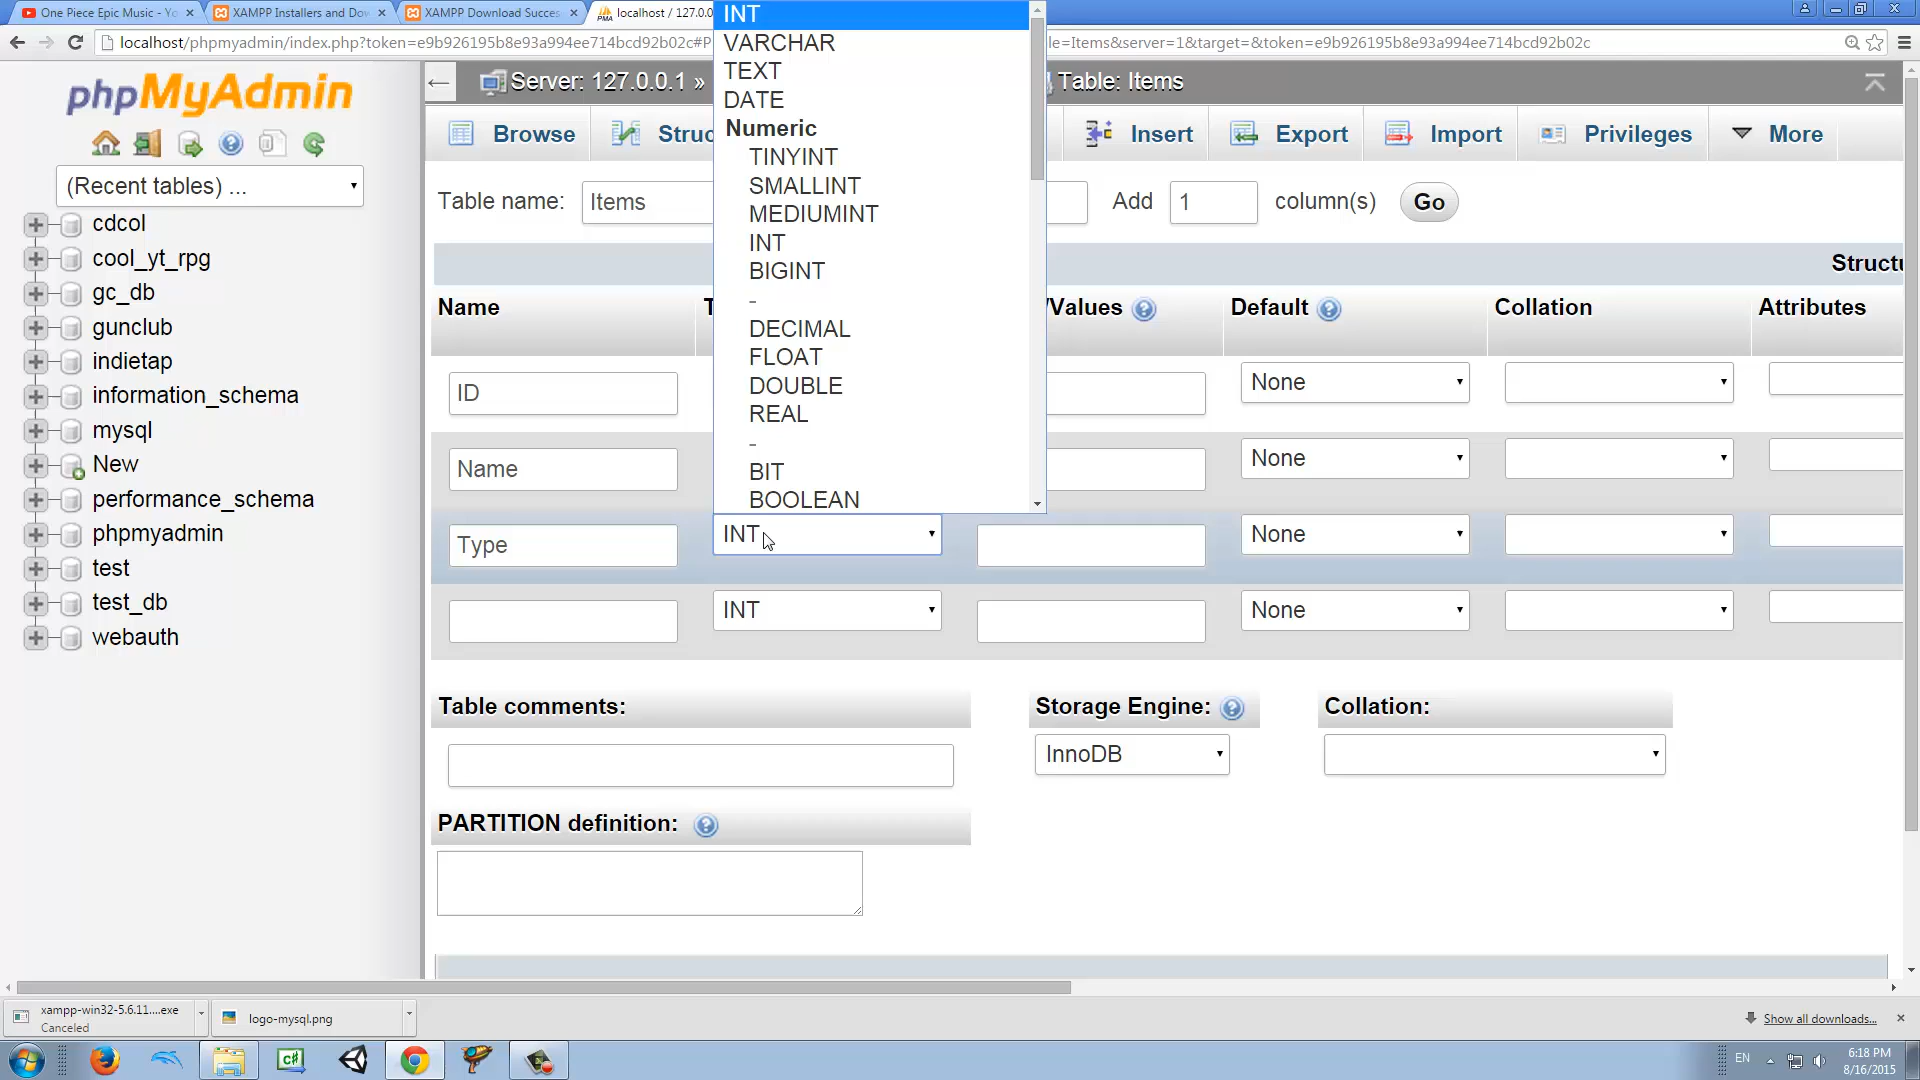 One Piece Epic Music - Yo
XAMPP Installers and Dow
XAMPP Download Succes
localhost / 127.0.0
localhost/phpmyadmin/index.php?token=e9b926195b8e93a994ee714bcd92b02c#P
le=Items&server=1&target=&token=e9b926195b8e93a994ee714bcd92b02c
phpMyAdmin
(Recent tables) ...
cdcol
cool_yt_rpg
gc_db
gunclub
indietap
information_schema
mysql
New
performance_schema
phpmyadmin
test
test_db
webauth
Server: 127.0.0.1 »
Table: Items
Browse
Struc
Insert
Export
Import
Privileges
More
Table name: Items
Add 1 column(s) Go
Structu
Name
T
/Values
Default
Collation
Attributes
INT
VARCHAR
TEXT
DATE
Numeric
TINYINT
SMALLINT
MEDIUMINT
INT
BIGINT
-
DECIMAL
FLOAT
DOUBLE
REAL
-
BIT
BOOLEAN
ID
None
Name
None
Type
INT
None
INT
None
Table comments:
Storage Engine:
Collation:
InnoDB
PARTITION definition:
xampp-win32-5.6.11....exe
Canceled
logo-mysql.png
Show all downloads...
C#
EN
6:18 PM
8/16/2015